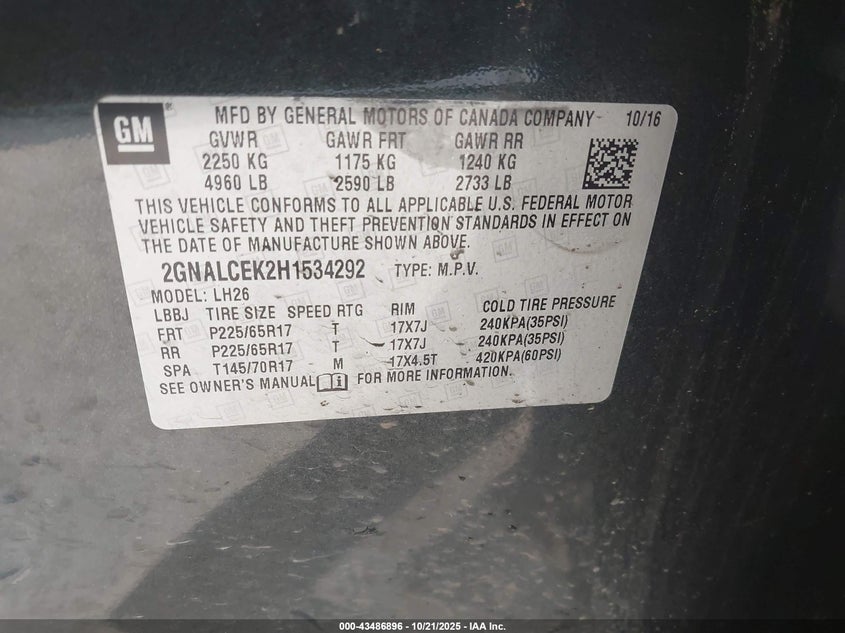 GM
MFD BY GENERAL MOTORS OF CANADA COMPANY 10/16
GVWR GAWR FRT GAWR RR
2250 KG 1175 KG 1240 KG
4960 LB 2590 LB 2733 LB
THIS VEHICLE CONFORMS TO ALL APPLICABLE U.S. FEDERAL MOTOR
VEHICLE SAFETY AND THEFT PREVENTION STANDARDS IN EFFECT ON
THE DATE OF MANUFACTURE SHOWN ABOVE.
2GNALCEK2H1534292 TYPE: M.P.V.
MODEL: LH26
LBBJ TIRE SIZE SPEED RTG RIM COLD TIRE PRESSURE
FRT P225/65R17 T 17X7J 240KPA(35PSI)
RR P225/65R17 T 17X7J 240KPA(35PSI)
SPA T145/70R17 M 17X4.5T 420KPA(60PSI)
SEE OWNER'S MANUAL FOR MORE INFORMATION.
000-43486896 - 10/21/2025 - IAA Inc.